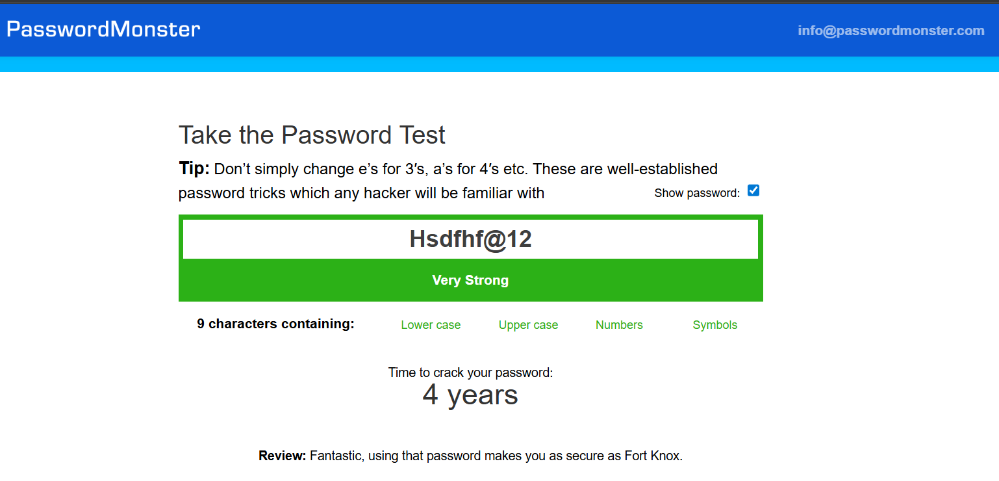 PasswordMonster
info@passwordmonster.com
Take the Password Test
Tip: Don’t simply change e’s for 3′s, a’s for 4′s etc. These are well-established
password tricks which any hacker will be familiar with
Show password:
Hsdfhf@12
Very Strong
9 characters containing:
Lower case
Upper case
Numbers
Symbols
Time to crack your password:
4 years
Review: Fantastic, using that password makes you as secure as Fort Knox.